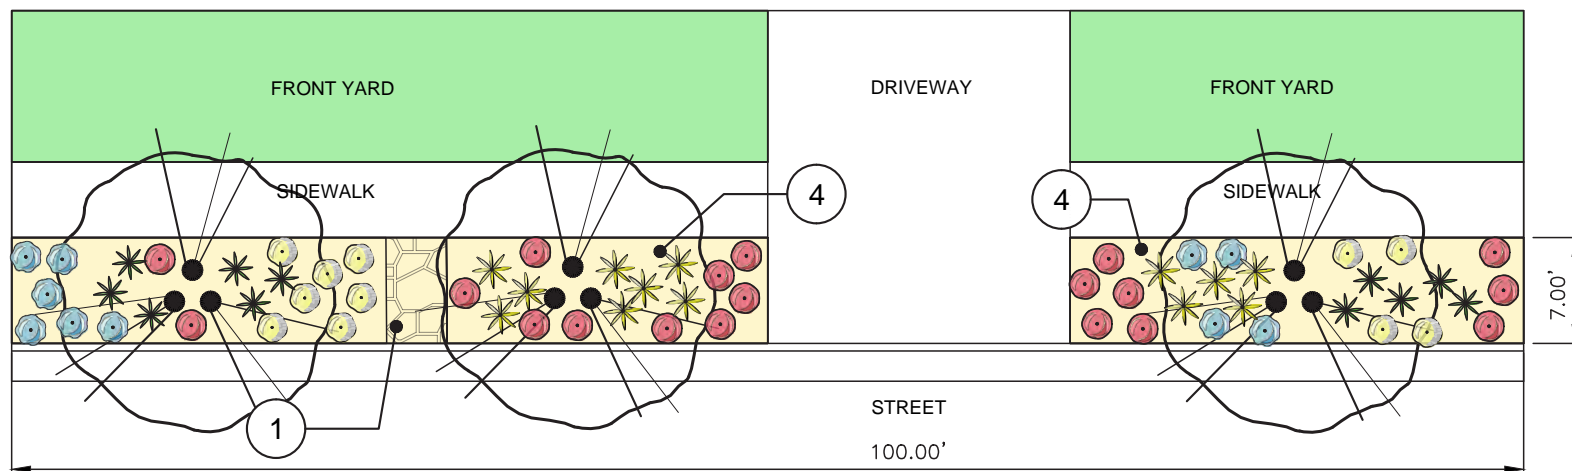 FRONT YARD
DRIVEWAY
FRONT YARD
SIDEWALK
4
4
SIDEWALK
7.00'
1
STREET
100.00'